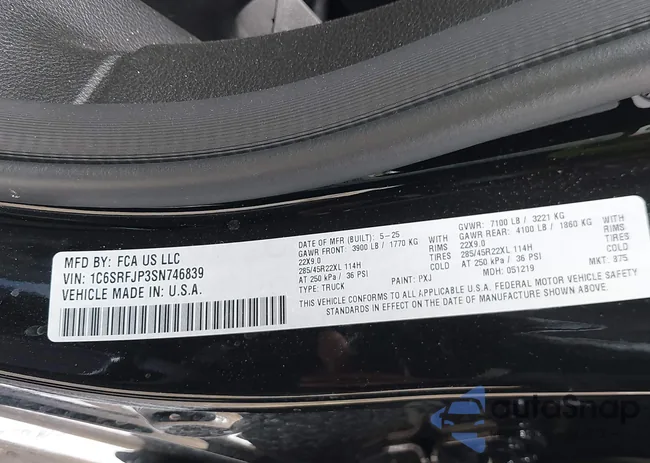 MFD BY: FCA US LLC
VIN: 1C6SRFJP3SN746839
VEHICLE MADE IN: U.S.A.
DATE OF MFR (BUILT): 5-25 GVWR: 7100 LB / 3221 KG
GAWR FRONT: 3900 LB / 1770 KG WITH GAWR REAR: 4100 LB / 1860 KG WITH
22X9.0 RIMS 22X9.0 RIMS
285/45R22XL 114H TIRES 285/45R22XL 114H TIRES
AT 250 kPa / 36 PSI COLD AT 250 kPa / 36 PSI COLD
TYPE: TRUCK PAINT: PXJ MDH: 051219 MKT: 875
THIS VEHICLE CONFORMS TO ALL APPLICABLE U.S.A. FEDERAL MOTOR VEHICLE SAFETY
STANDARDS IN EFFECT ON THE DATE OF MANUFACTURE SHOWN ABOVE.
autoSnap